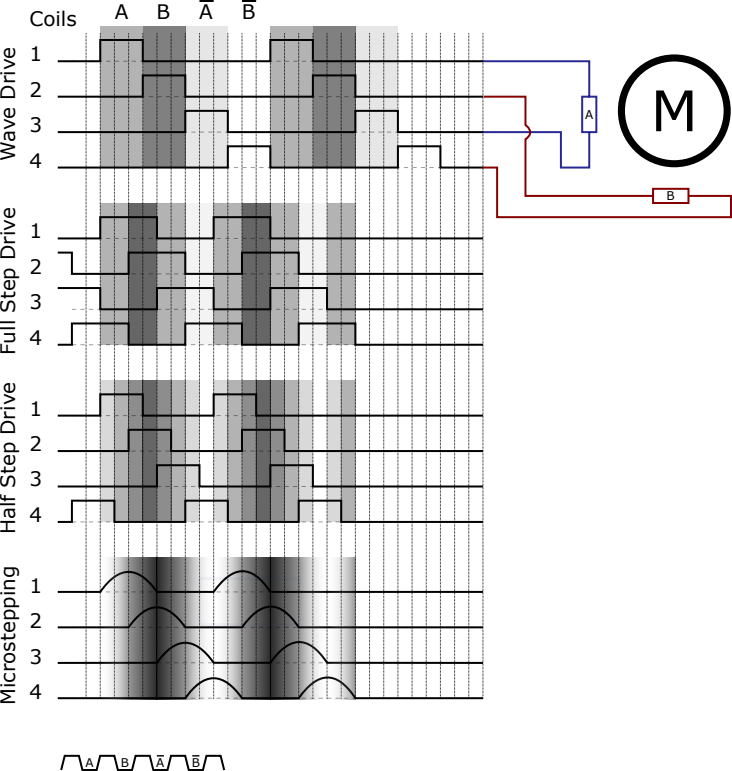 Coils A B A̅ B̅
Wave Drive
1
2
3
4
A
M
B
Full Step Drive
1
2
3
4
Half Step Drive
1
2
3
4
Microstepping
1
2
3
4
A B A̅ B̅